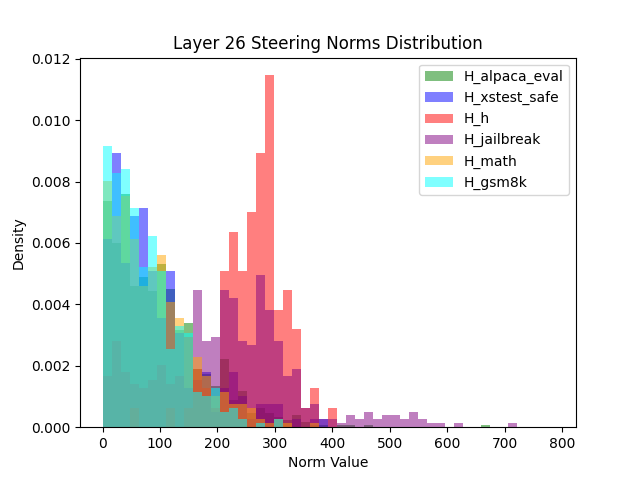 Layer 26 Steering Norms Distribution
0.012
0.010
0.008
0.006
0.004
0.002
0.000
Density
H_alpaca_eval
H_xstest_safe
H_h
H_jailbreak
H_math
H_gsm8k
0 100 200 300 400 500 600 700 800
Norm Value